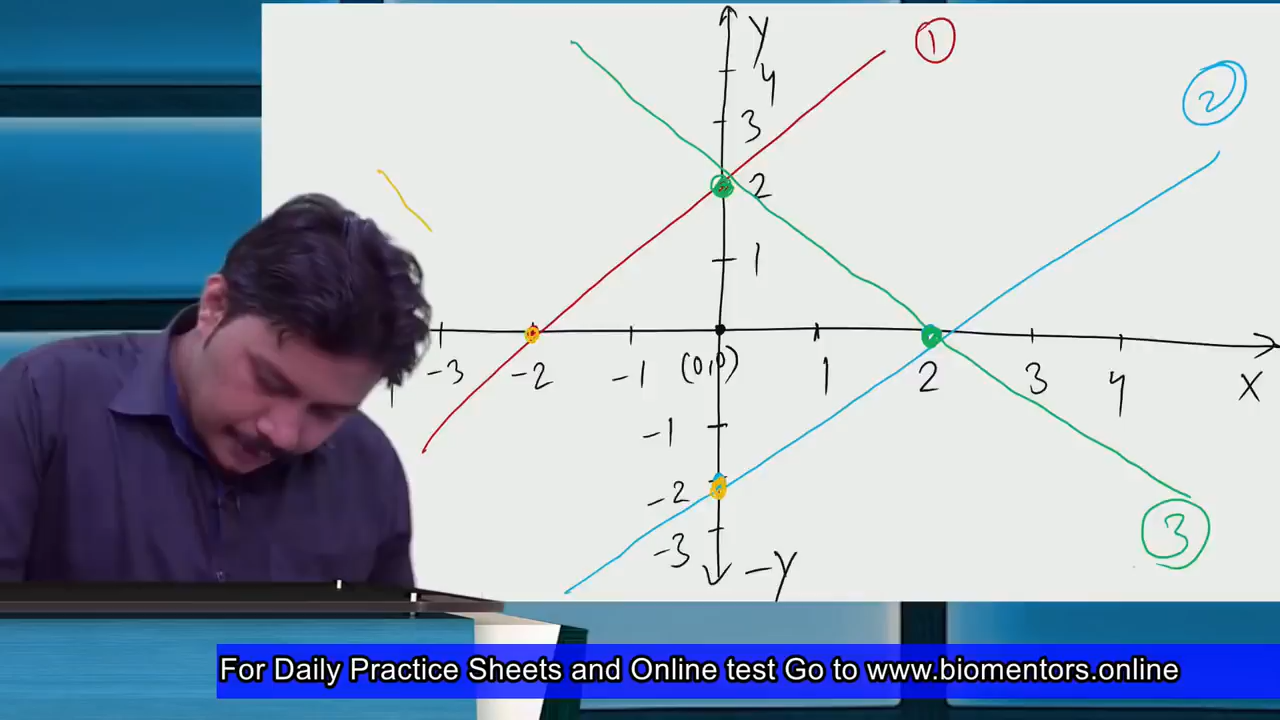 Y
1
2
4
3
2
1
-3 -2 -1 (0,0) 1 2 3 4 X
-1
-2
-3
-Y
3
For Daily Practice Sheets and Online test Go to www.biomentors.online